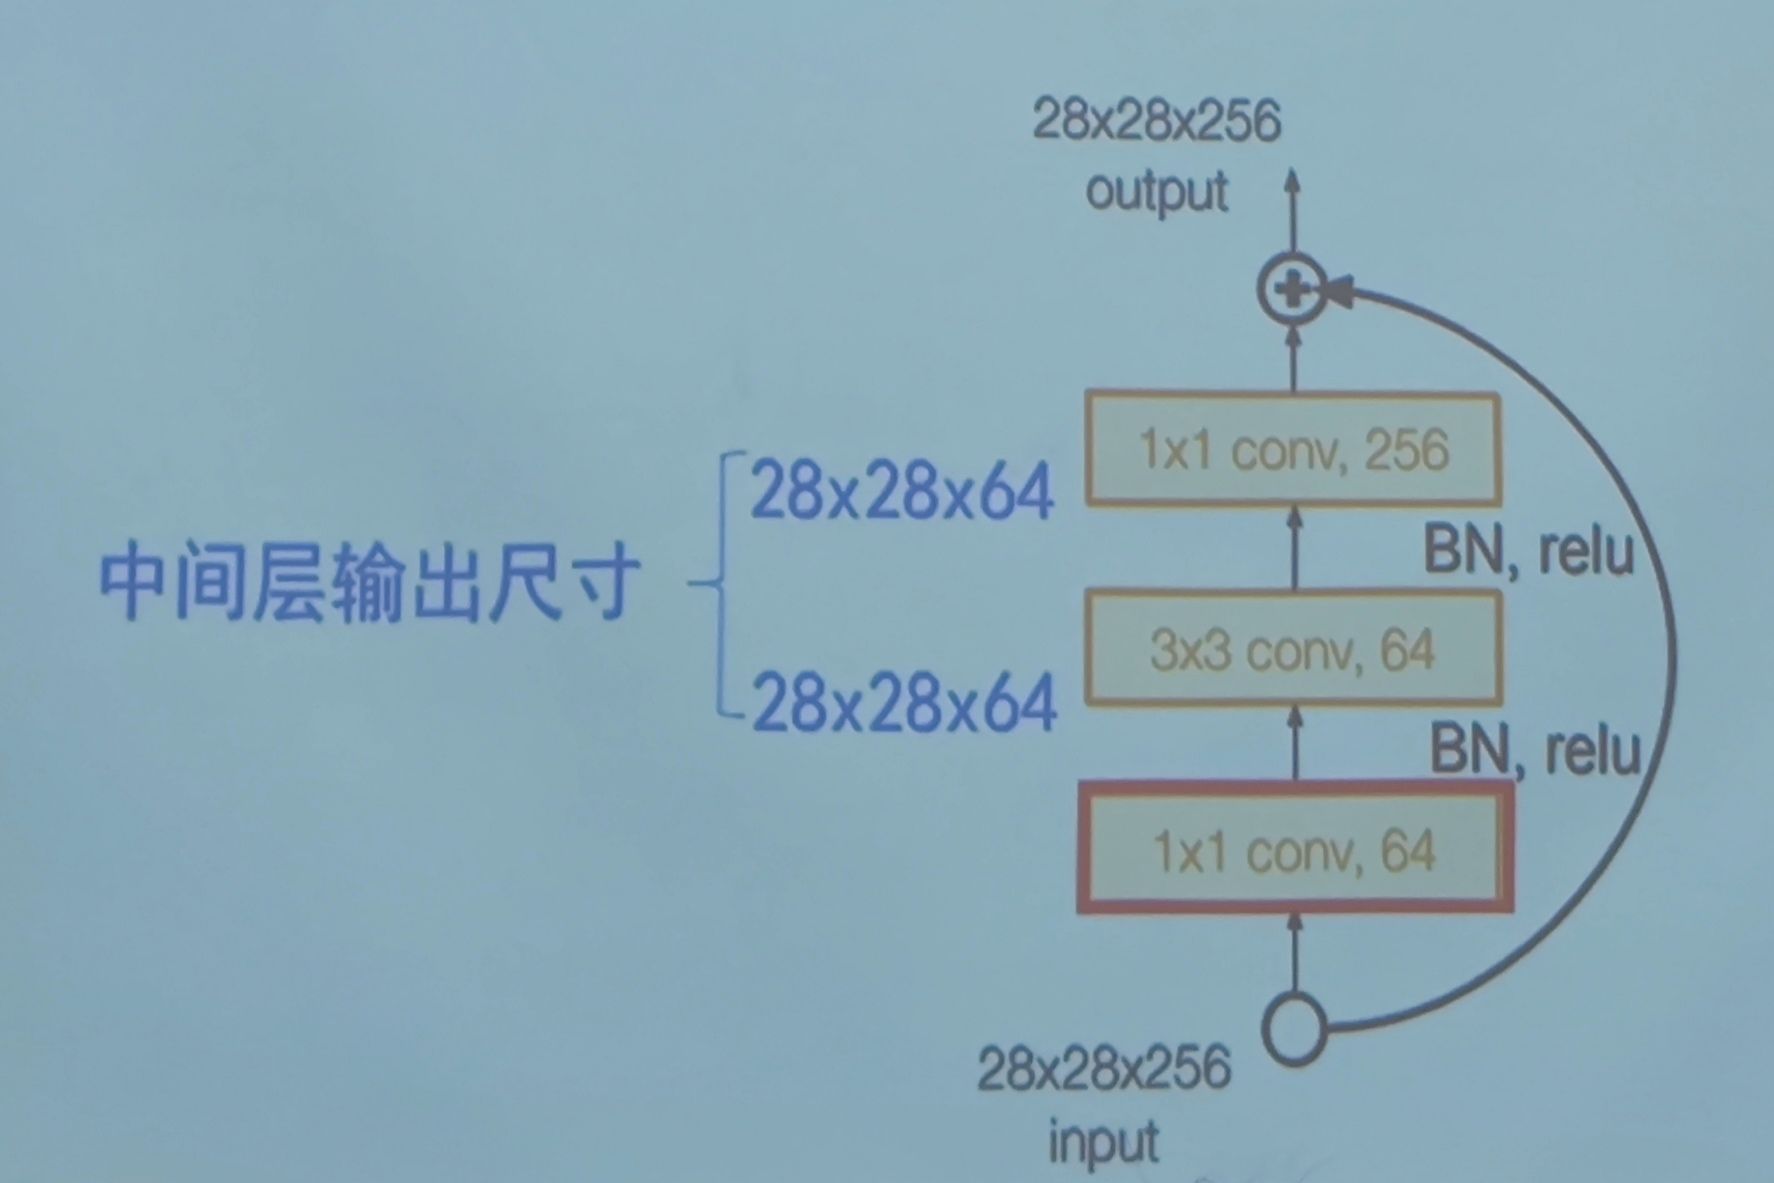 28x28x256
output
1x1 conv, 256
28x28x64
BN, relu
中间层输出尺寸
3x3 conv, 64
28x28x64
BN, relu
1x1 conv, 64
28x28x256
input